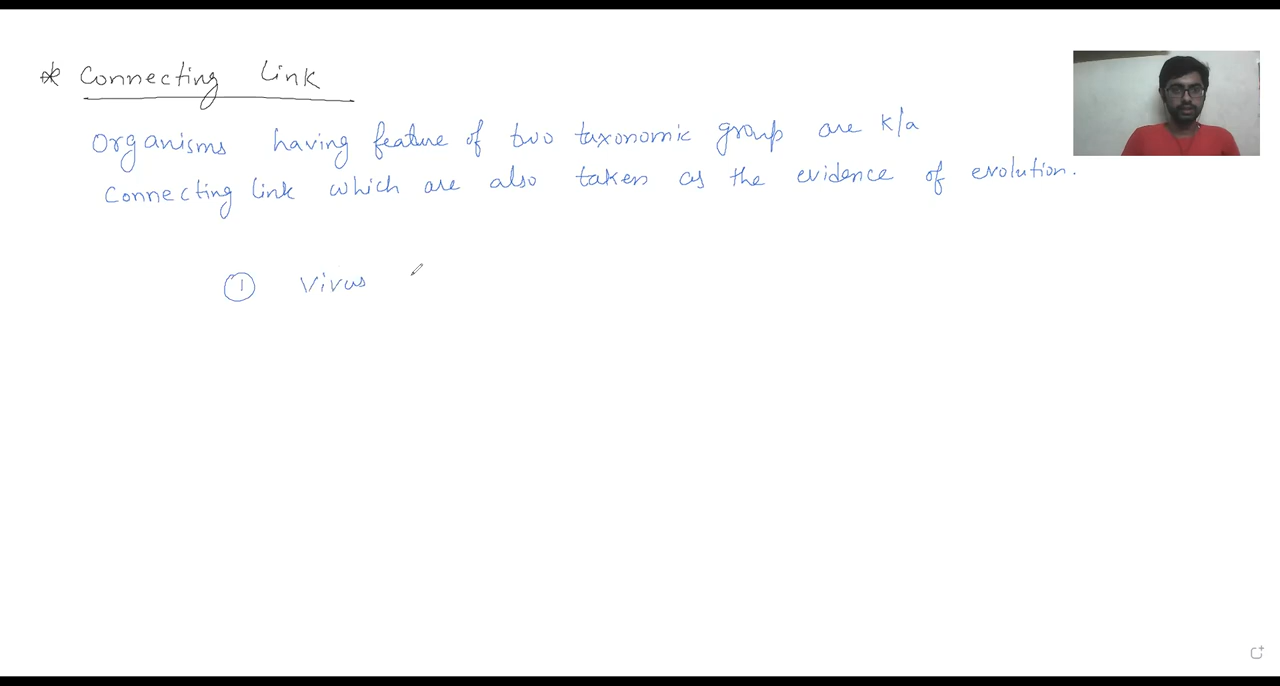 * Connecting Link
Organisms having feature of two taxonomic group are k/a
Connecting link which are also taken as the evidence of evolution.
① Virus